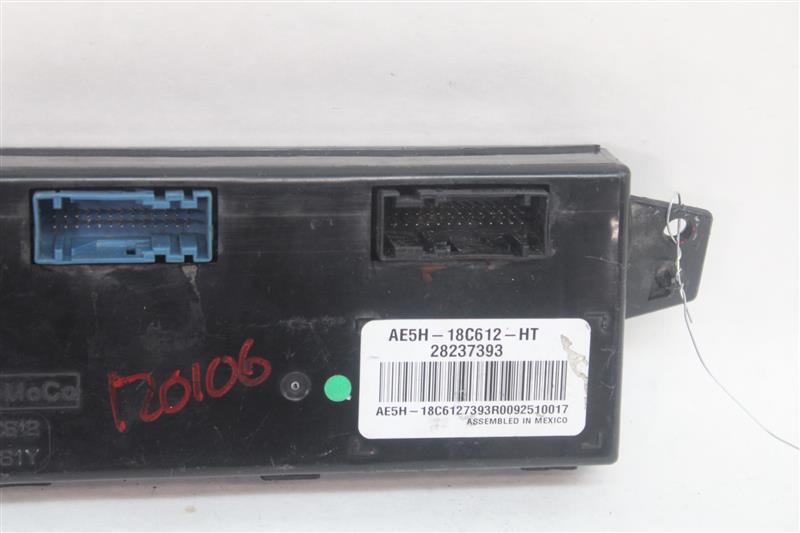 AE5H-18C612-HT
28237393
AE5H-18C6127393R0092510017
ASSEMBLED IN MEXICO
120106
MoCo
C612
61Y